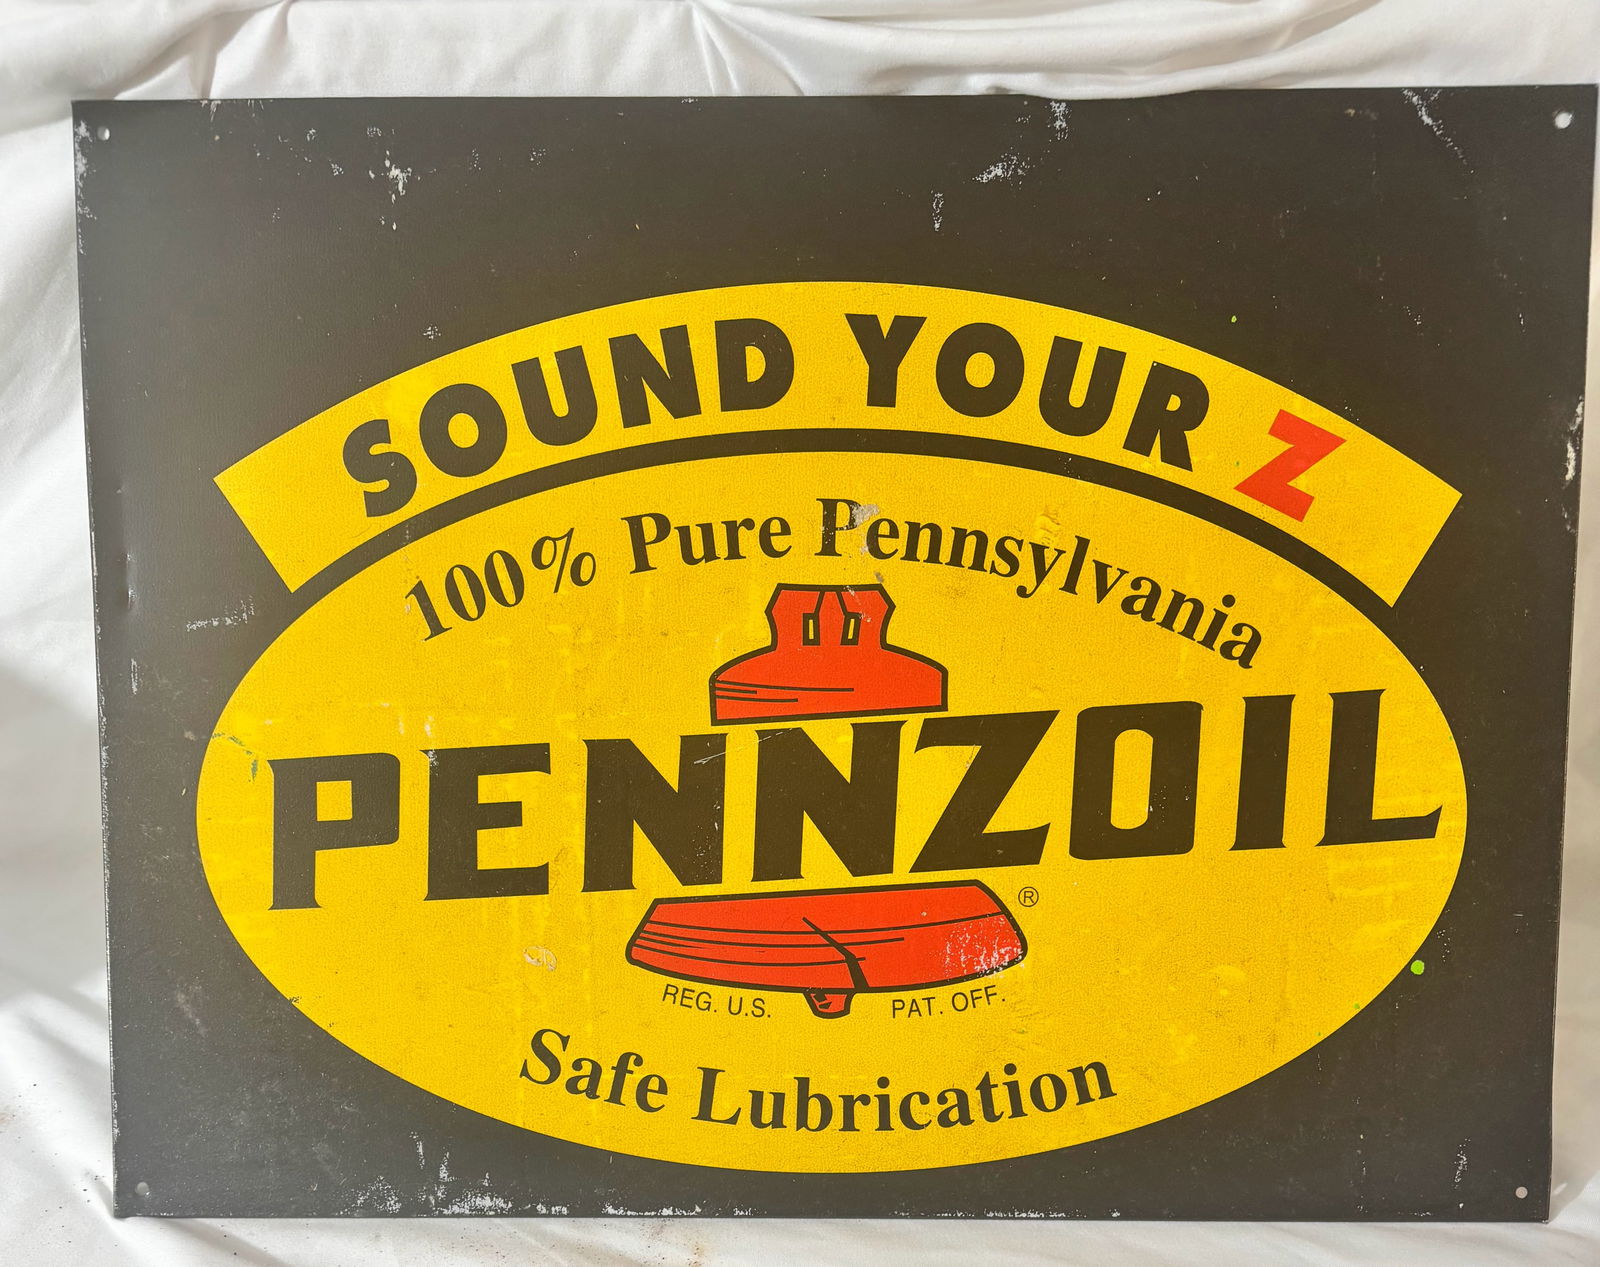 SOUND YOUR Z
100% Pure Pennsylvania
PENNZOIL
®
REG. U.S. PAT. OFF.
Safe Lubrication